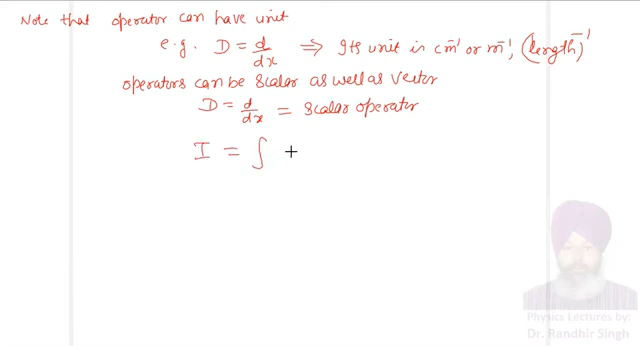 Note that operator can have unit
e.g. D = d/dx ⇒ Its unit is cm⁻¹ or m⁻¹, (length)⁻¹
operators can be scalar as well as vector
D = d/dx = scalar operator
I = ∫
Physics Lectures by:
Dr. Randhir Singh